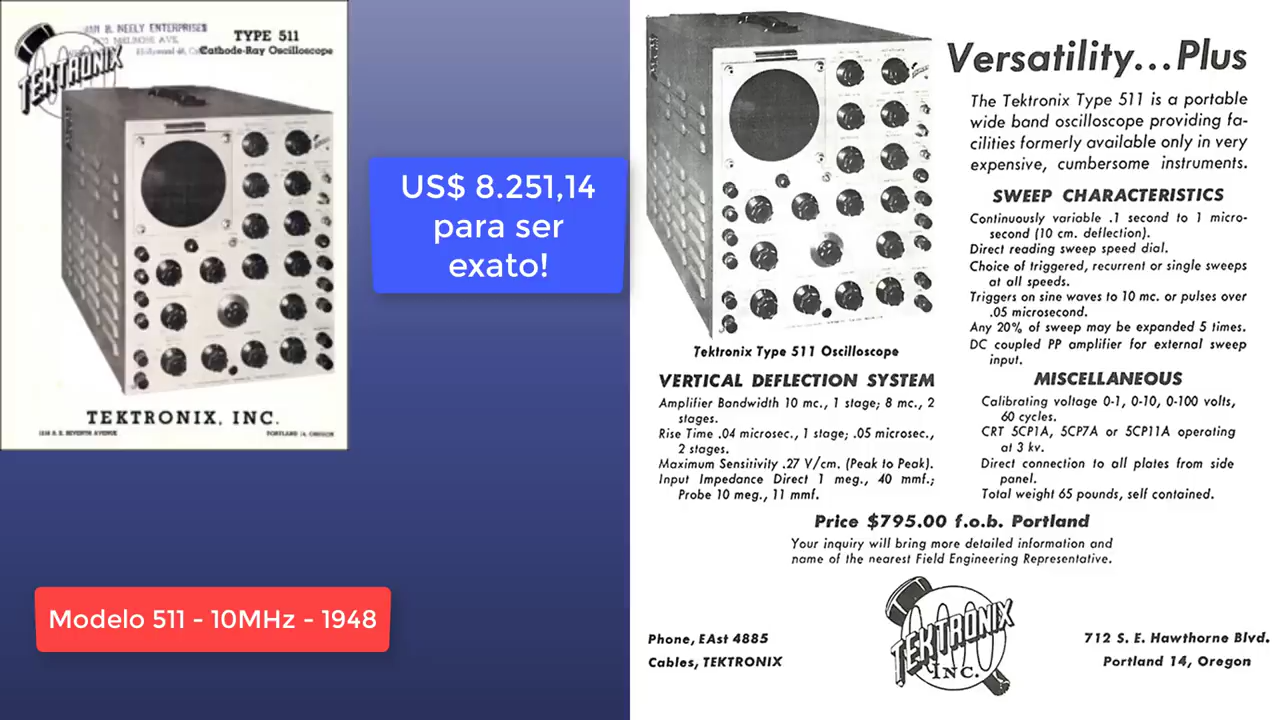 TYPE 511
Cathode-Ray Oscilloscope
TEKTRONIX
TEKTRONIX, INC.
PORTLAND 14, OREGON
US$ 8.251,14
para ser
exato!
Modelo 511 - 10MHz - 1948
Versatility...Plus
The Tektronix Type 511 is a portable
wide band oscilloscope providing fa-
cilities formerly available only in very
expensive, cumbersome instruments.
SWEEP CHARACTERISTICS
Continuously variable .1 second to 1 micro-
second (10 cm. deflection).
Direct reading sweep speed dial.
Choice of triggered, recurrent or single sweeps
at all speeds.
Triggers on sine waves to 10 mc. or pulses over
.05 microsecond.
Any 20% of sweep may be expanded 5 times.
DC coupled PP amplifier for external sweep
input.
Tektronix Type 511 Oscilloscope
VERTICAL DEFLECTION SYSTEM
Amplifier Bandwidth 10 mc., 1 stage; 8 mc., 2
stages.
Rise Time .04 microsec., 1 stage; .05 microsec.,
2 stages.
Maximum Sensitivity .27 V/cm. (Peak to Peak).
Input Impedance Direct 1 meg., 40 mmf.;
Probe 10 meg., 11 mmf.
MISCELLANEOUS
Calibrating voltage 0-1, 0-10, 0-100 volts,
60 cycles.
CRT 5CP1A, 5CP7A or 5CP11A operating
at 3 kv.
Direct connection to all plates from side
panel.
Total weight 65 pounds, self contained.
Price $795.00 f.o.b. Portland
Your inquiry will bring more detailed information and
name of the nearest Field Engineering Representative.
Phone, EAst 4885
Cables, TEKTRONIX
TEKTRONIX
INC.
712 S. E. Hawthorne Blvd.
Portland 14, Oregon